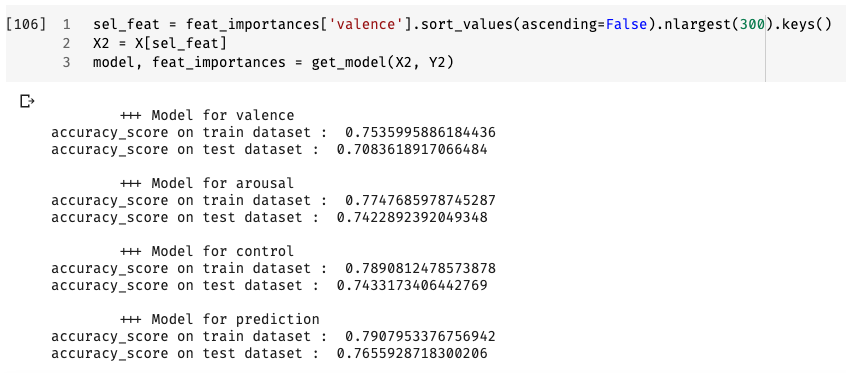 [106] 1 sel_feat = feat_importances['valence'].sort_values(ascending=False).nlargest(300).keys()
2 X2 = X[sel_feat]
3 model, feat_importances = get_model(X2, Y2)
+++ Model for valence
accuracy_score on train dataset :  0.7535995886184436
accuracy_score on test dataset :  0.7083618917066484
+++ Model for arousal
accuracy_score on train dataset :  0.7747685978745287
accuracy_score on test dataset :  0.7422892392049348
+++ Model for control
accuracy_score on train dataset :  0.7890812478573878
accuracy_score on test dataset :  0.7433173406442769
+++ Model for prediction
accuracy_score on train dataset :  0.7907953376756942
accuracy_score on test dataset :  0.7655928718300206